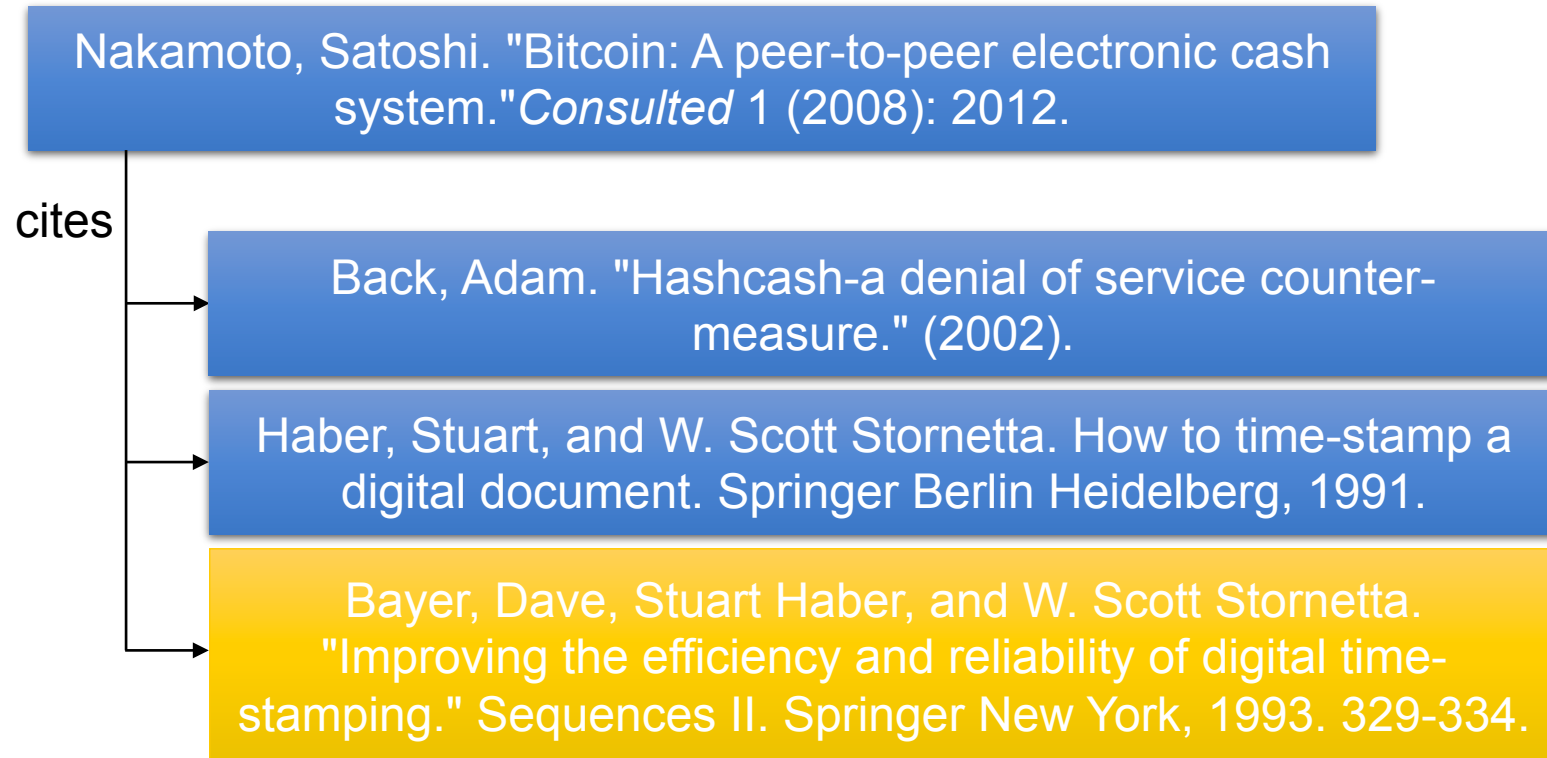 Nakamoto, Satoshi. "Bitcoin: A peer-to-peer electronic cash
system."Consulted 1 (2008): 2012.
cites
Back, Adam. "Hashcash-a denial of service counter-
measure." (2002).
Haber, Stuart, and W. Scott Stornetta. How to time-stamp a
digital document. Springer Berlin Heidelberg, 1991.
Bayer, Dave, Stuart Haber, and W. Scott Stornetta.
"Improving the efficiency and reliability of digital time-
stamping." Sequences II. Springer New York, 1993. 329-334.